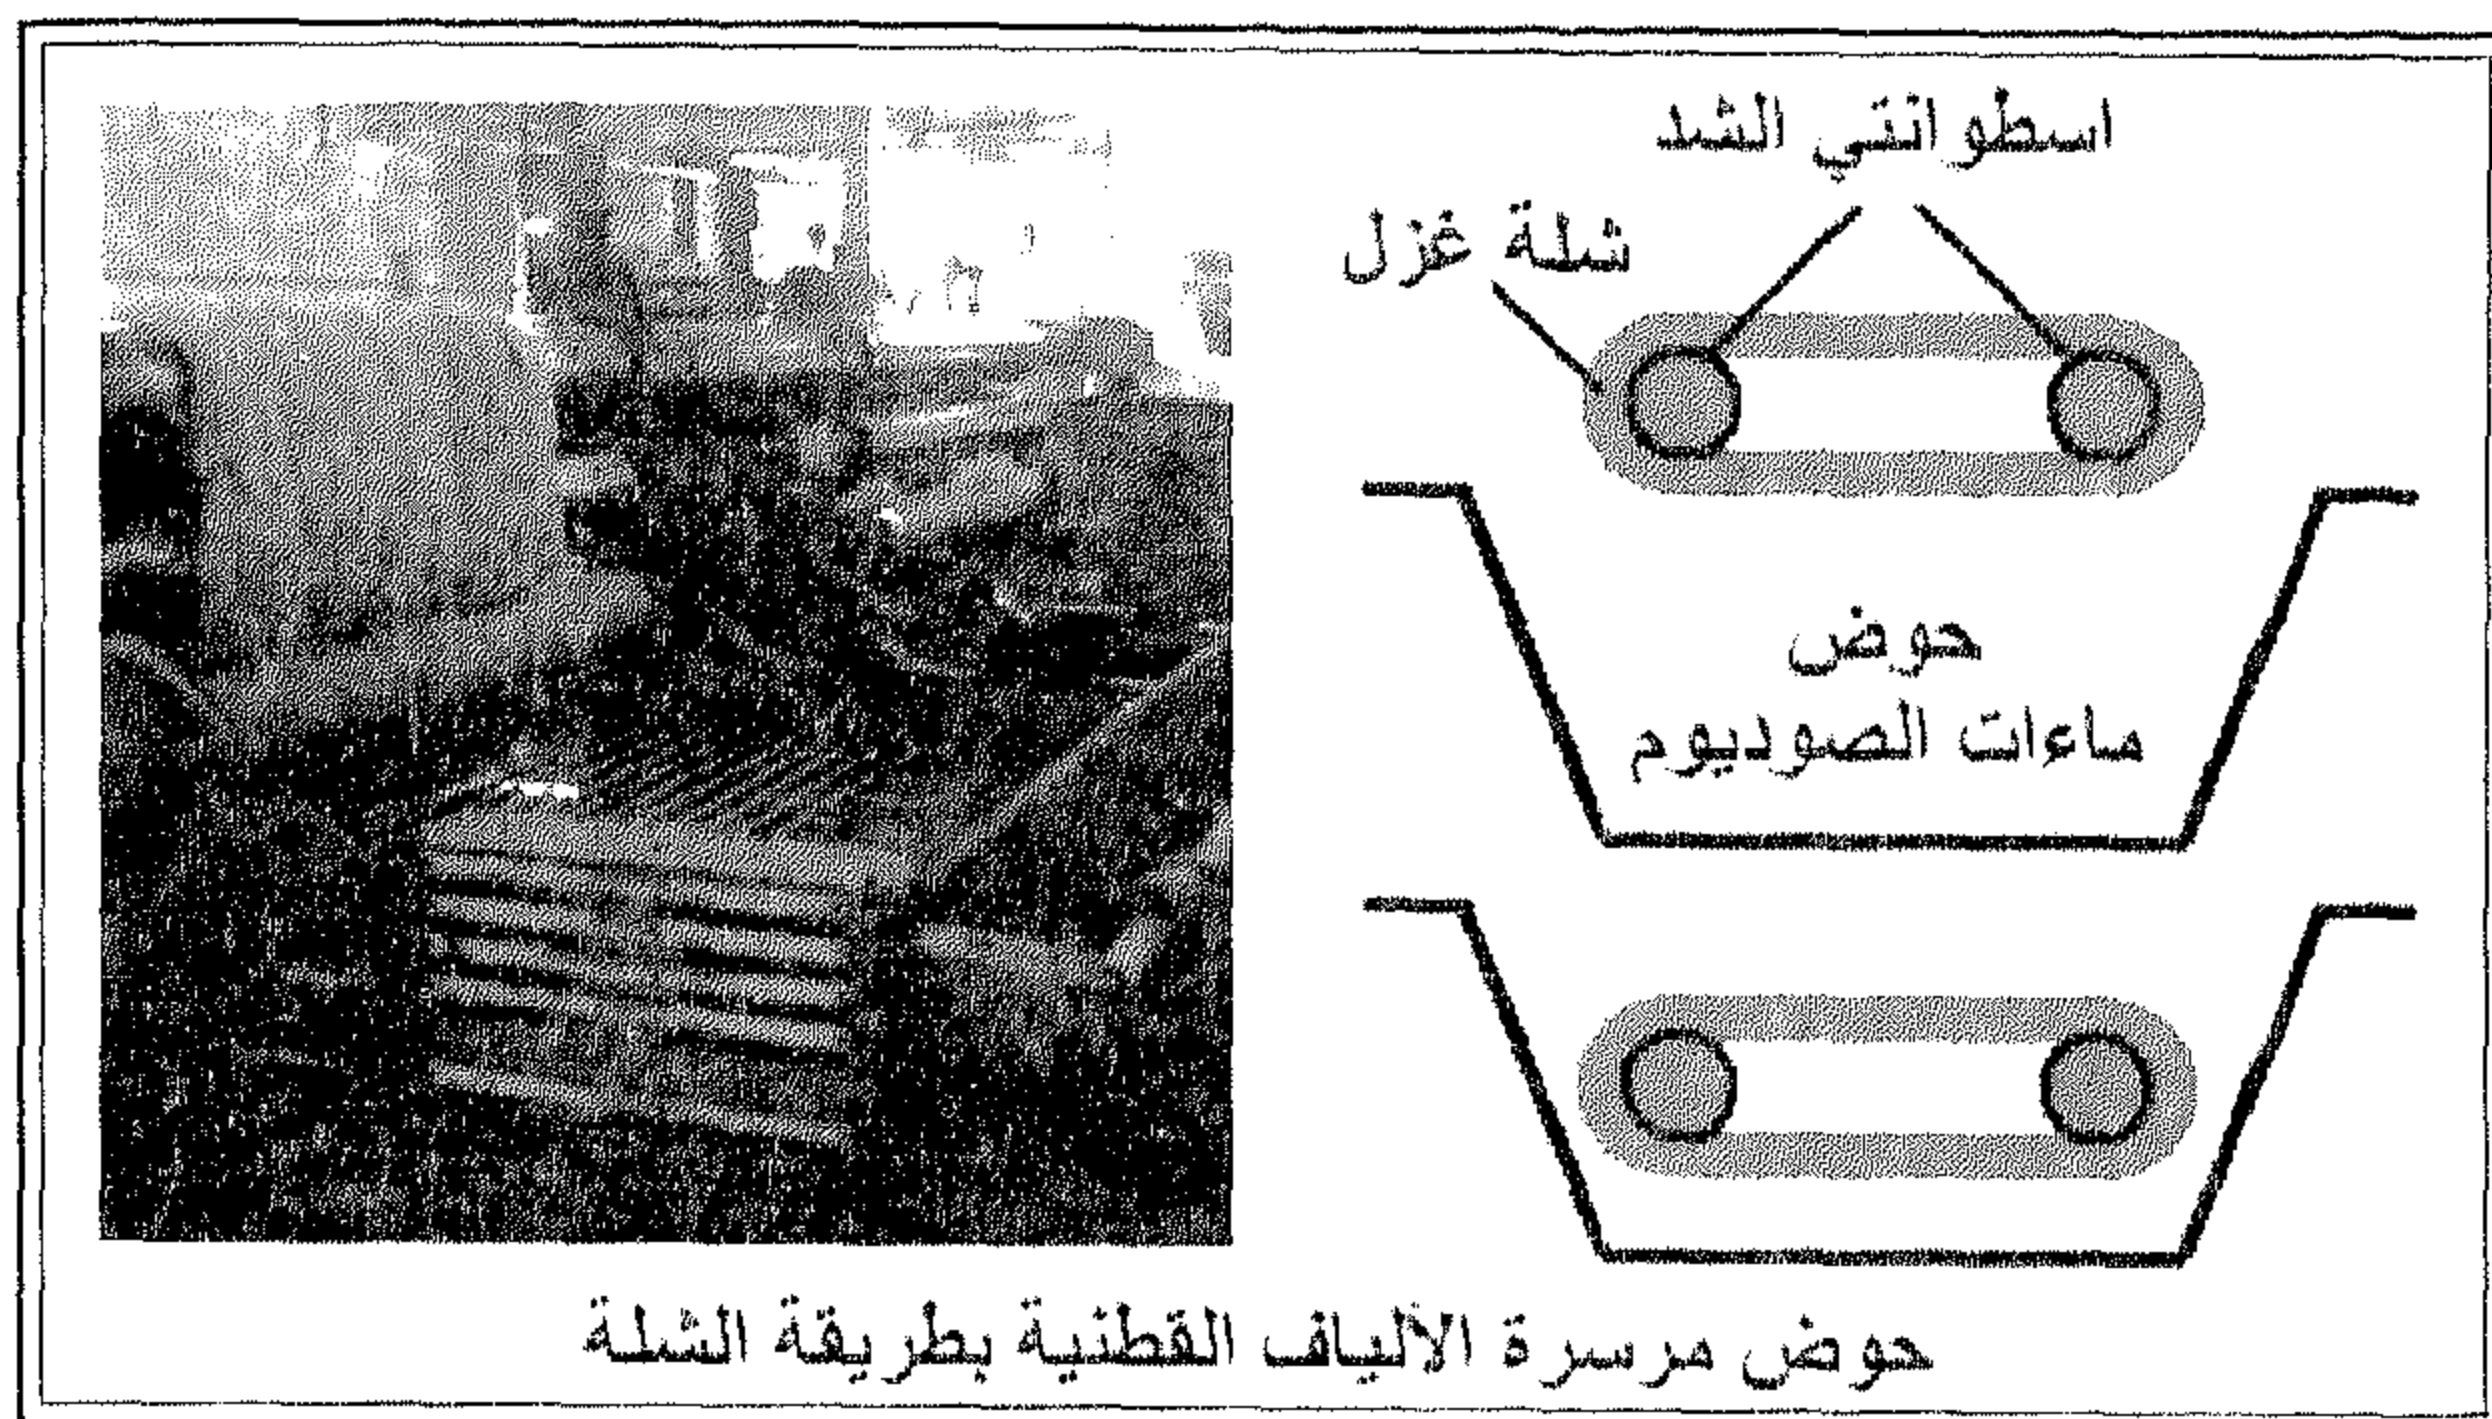 اسطوانتي الشد
شلة غزل
حوض
ماءات الصوديوم
حوض مرسرة الألياف القطنية بطريقة الشلة